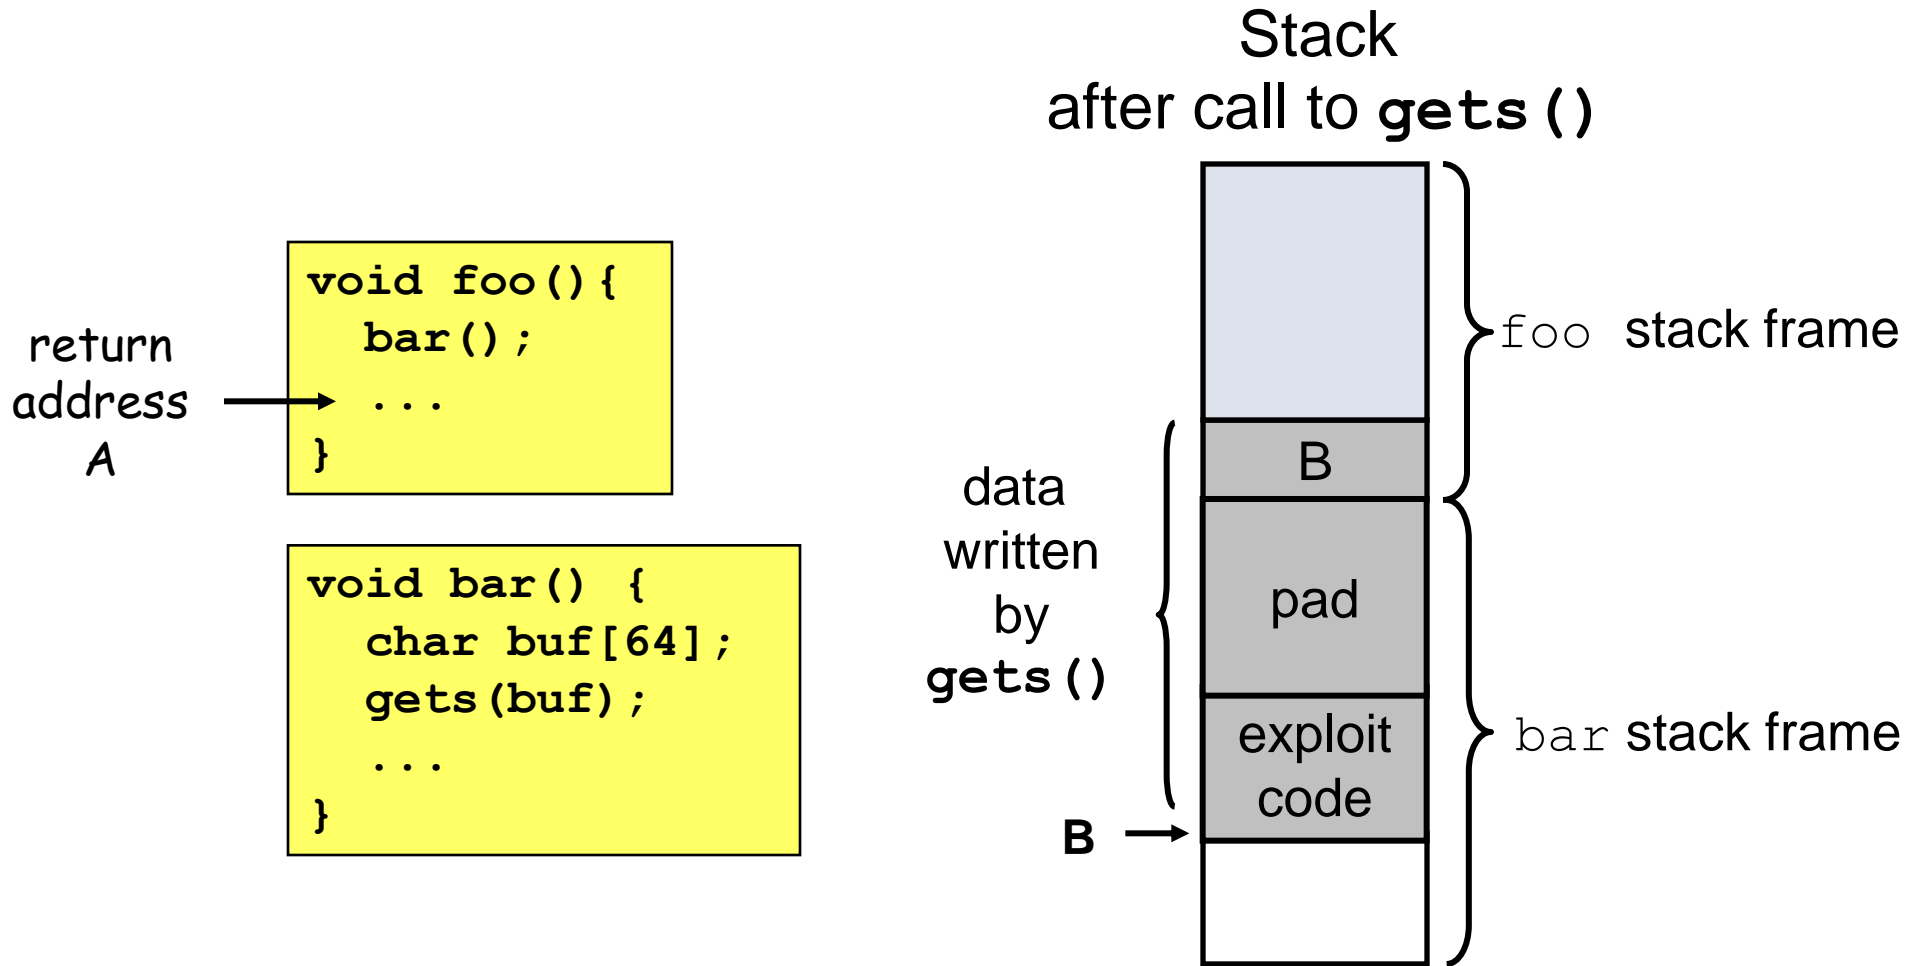 Stack
after call to gets()
void foo(){
  bar();
  ...
}
return
address
A
void bar() {
  char buf[64];
  gets(buf);
  ...
}
data
written
by
gets()
B
B
pad
exploit
code
foo stack frame
bar stack frame